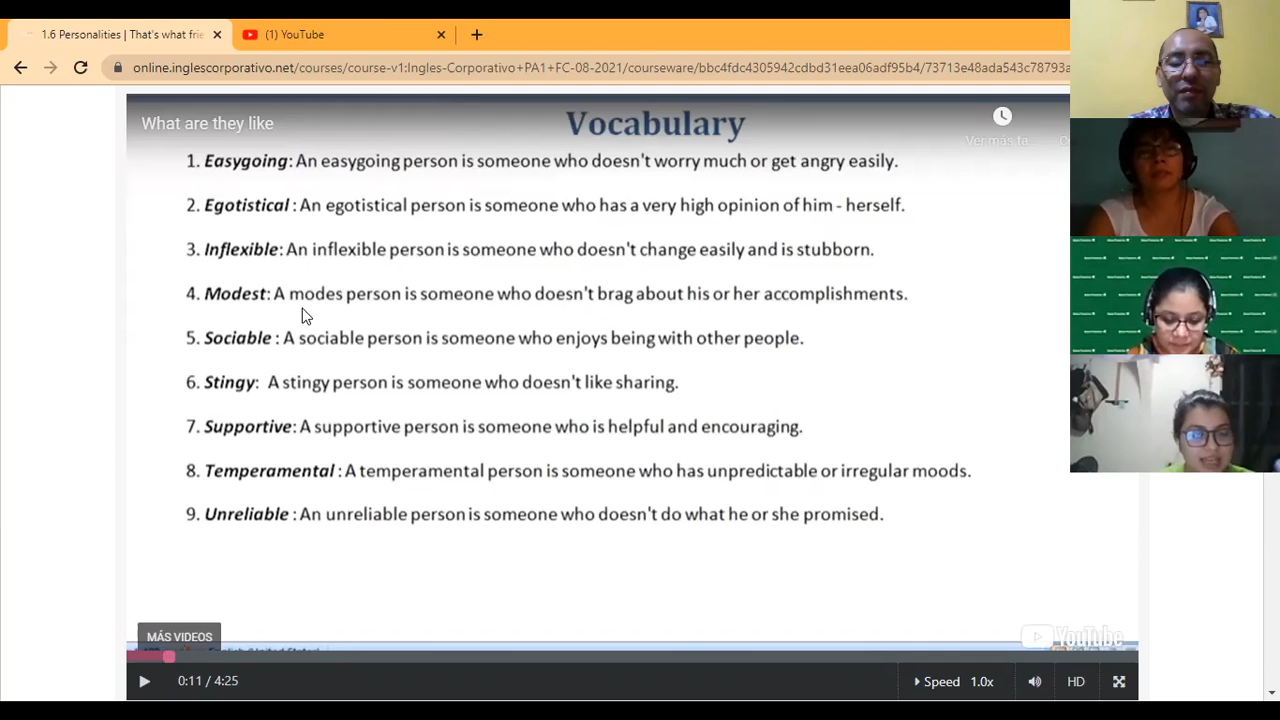 1.6 Personalities | That's what frie
(1) YouTube
online.inglescorporativo.net/courses/course-v1:Ingles-Corporativo+PA1+FC-08-2021/courseware/bbc4fdc4305942cdbd31eea06adf95b4/73713e48ada543c78793a
What are they like
Vocabulary
Ver más ta...
1. Easygoing: An easygoing person is someone who doesn't worry much or get angry easily.
2. Egotistical : An egotistical person is someone who has a very high opinion of him - herself.
3. Inflexible: An inflexible person is someone who doesn't change easily and is stubborn.
4. Modest: A modes person is someone who doesn't brag about his or her accomplishments.
5. Sociable : A sociable person is someone who enjoys being with other people.
6. Stingy: A stingy person is someone who doesn't like sharing.
7. Supportive: A supportive person is someone who is helpful and encouraging.
8. Temperamental : A temperamental person is someone who has unpredictable or irregular moods.
9. Unreliable : An unreliable person is someone who doesn't do what he or she promised.
MÁS VIDEOS
YouTube
English (United States)
0:11 / 4:25
Speed 1.0x
HD